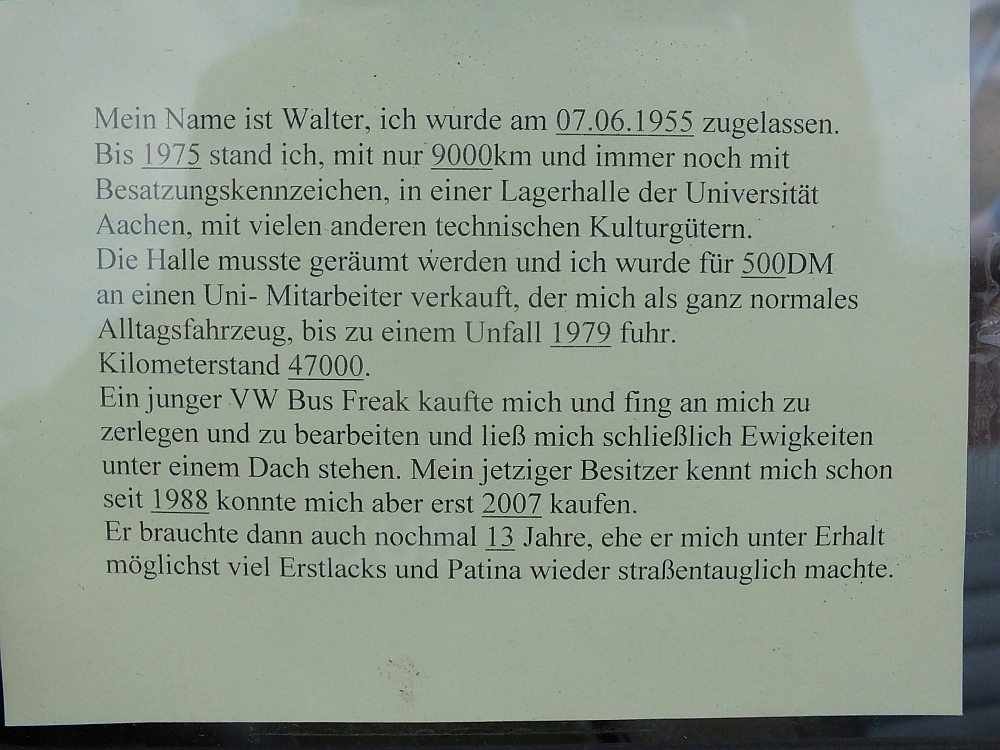 Mein Name ist Walter, ich wurde am 07.06.1955 zugelassen.
Bis 1975 stand ich, mit nur 9000km und immer noch mit
Besatzungskennzeichen, in einer Lagerhalle der Universität
Aachen, mit vielen anderen technischen Kulturgütern.
Die Halle musste geräumt werden und ich wurde für 500DM
an einen Uni- Mitarbeiter verkauft, der mich als ganz normales
Alltagsfahrzeug, bis zu einem Unfall 1979 fuhr.
Kilometerstand 47000.
Ein junger VW Bus Freak kaufte mich und fing an mich zu
zerlegen und zu bearbeiten und ließ mich schließlich Ewigkeiten
unter einem Dach stehen. Mein jetziger Besitzer kennt mich schon
seit 1988 konnte mich aber erst 2007 kaufen.
Er brauchte dann auch nochmal 13 Jahre, ehe er mich unter Erhalt
möglichst viel Erstlacks und Patina wieder straßentauglich machte.